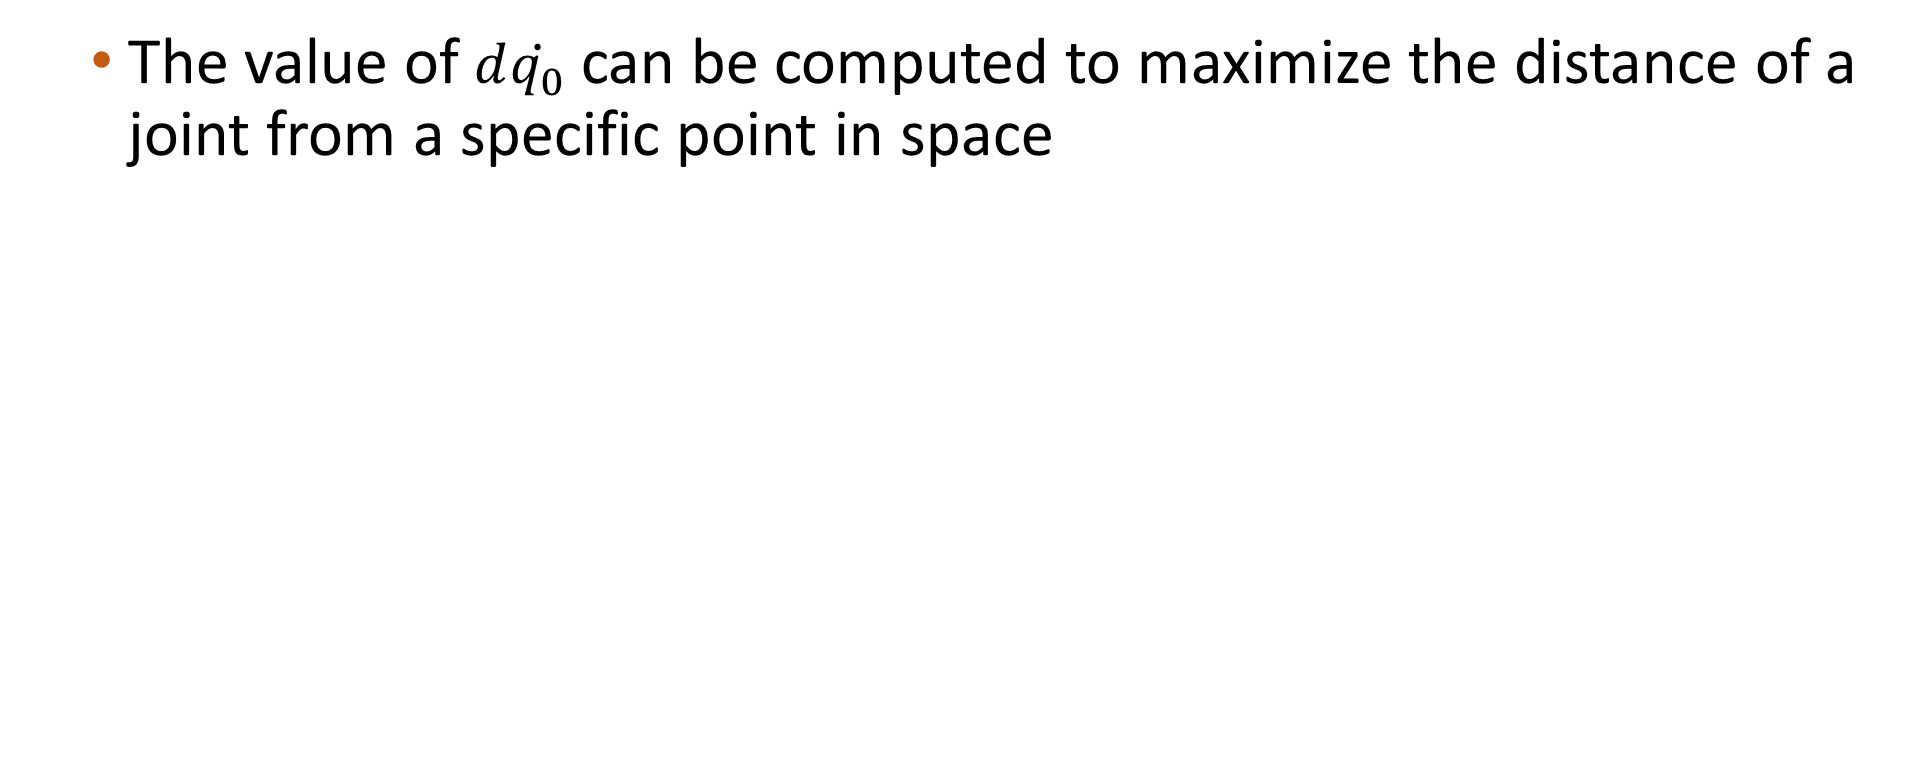 • The value of dq̇₀ can be computed to maximize the distance of a
joint from a specific point in space